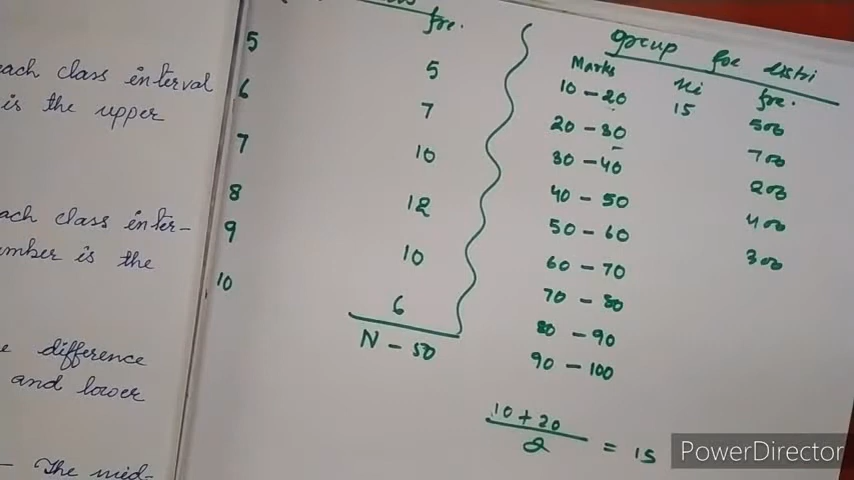 each class interval
is the upper
ach class inter-
mber is the
e difference
and lower
- The mid-
fre.
5 5
6 7
7 10
8 12
9 10
10 6
N - 50
group fre distri
Marks xi fre.
10 - 20 15 500
20 - 30 700
30 - 40 200
40 - 50 400
50 - 60 300
60 - 70
70 - 80
80 - 90
90 - 100
10 + 20
2
= 15
PowerDirector